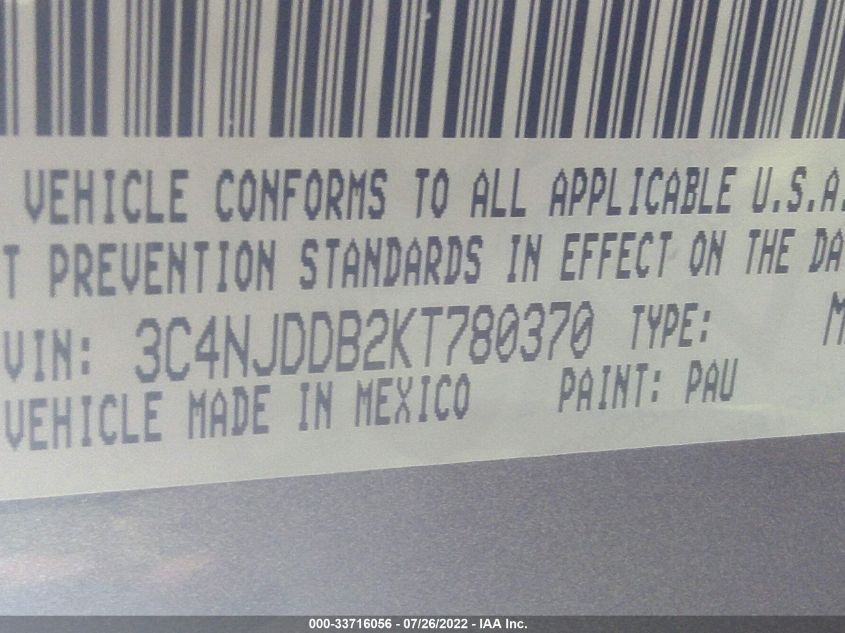 VEHICLE CONFORMS TO ALL APPLICABLE U.S.A.
T PREVENTION STANDARDS IN EFFECT ON THE DA
VIN: 3C4NJDDB2KT780370 TYPE: M
VEHICLE MADE IN MEXICO PAINT: PAU
000-33716056 - 07/26/2022 - IAA Inc.